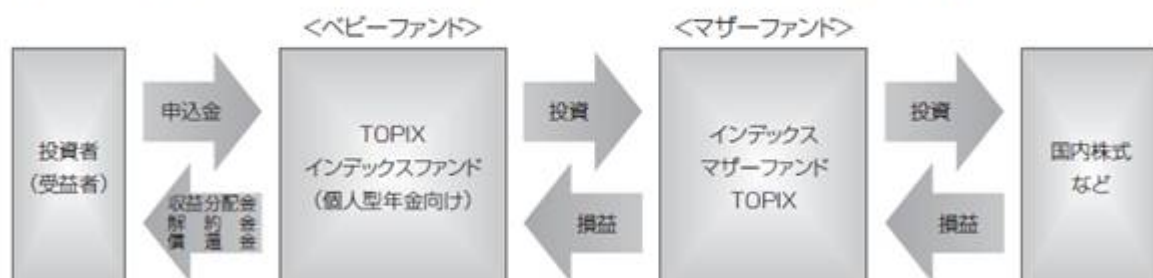 <ベビーファンド>
<マザーファンド>
投資者
(受益者)
申込金
収益分配金
解約金
償還金
TOPIX
インデックスファンド
(個人型年金向け)
投資
損益
インデックス
マザーファンド
TOPIX
投資
損益
国内株式
など